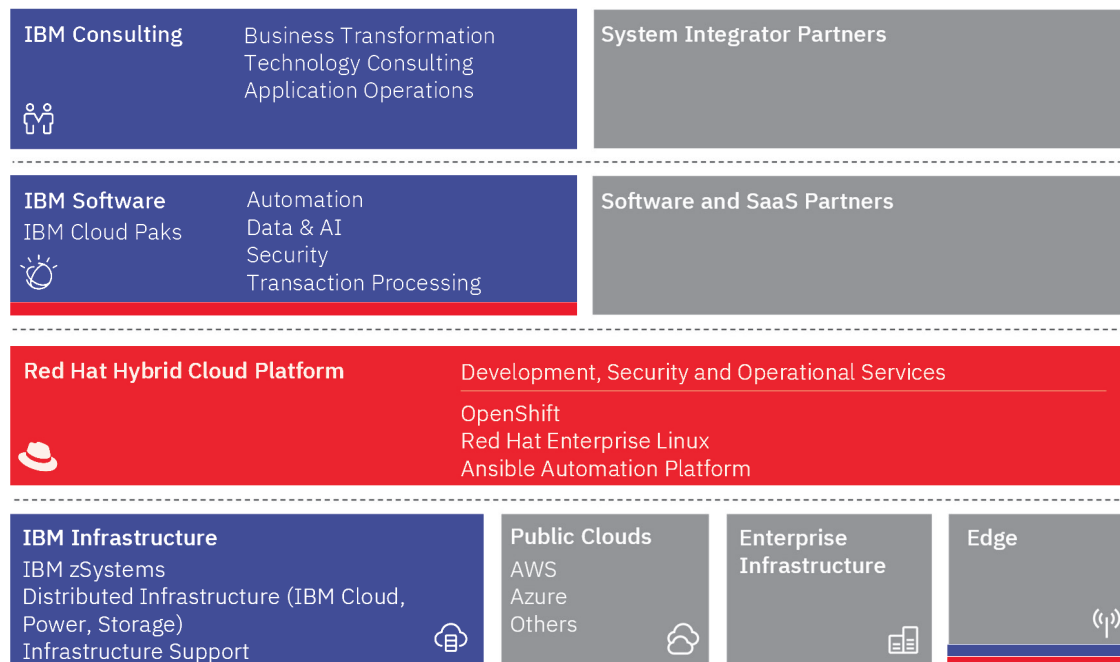 IBM Consulting
Business Transformation
Technology Consulting
Application Operations
System Integrator Partners
IBM Software
IBM Cloud Paks
Automation
Data & AI
Security
Transaction Processing
Software and SaaS Partners
Red Hat Hybrid Cloud Platform
Development, Security and Operational Services
OpenShift
Red Hat Enterprise Linux
Ansible Automation Platform
IBM Infrastructure
IBM zSystems
Distributed Infrastructure (IBM Cloud,
Power, Storage)
Infrastructure Support
Public Clouds
AWS
Azure
Others
Enterprise
Infrastructure
Edge